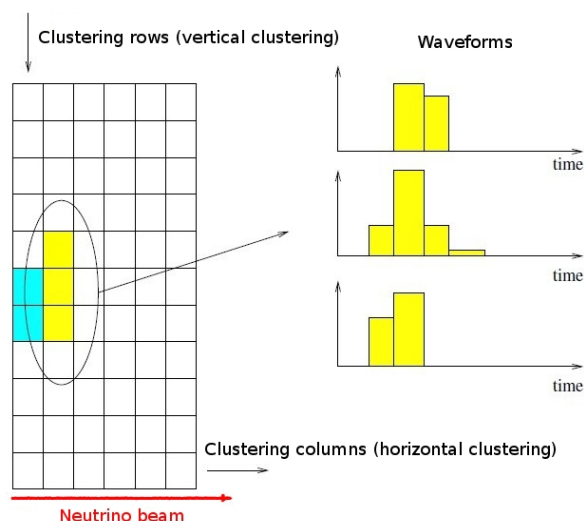 Clustering rows (vertical clustering)
Waveforms
time
time
time
Clustering columns (horizontal clustering)
Neutrino beam